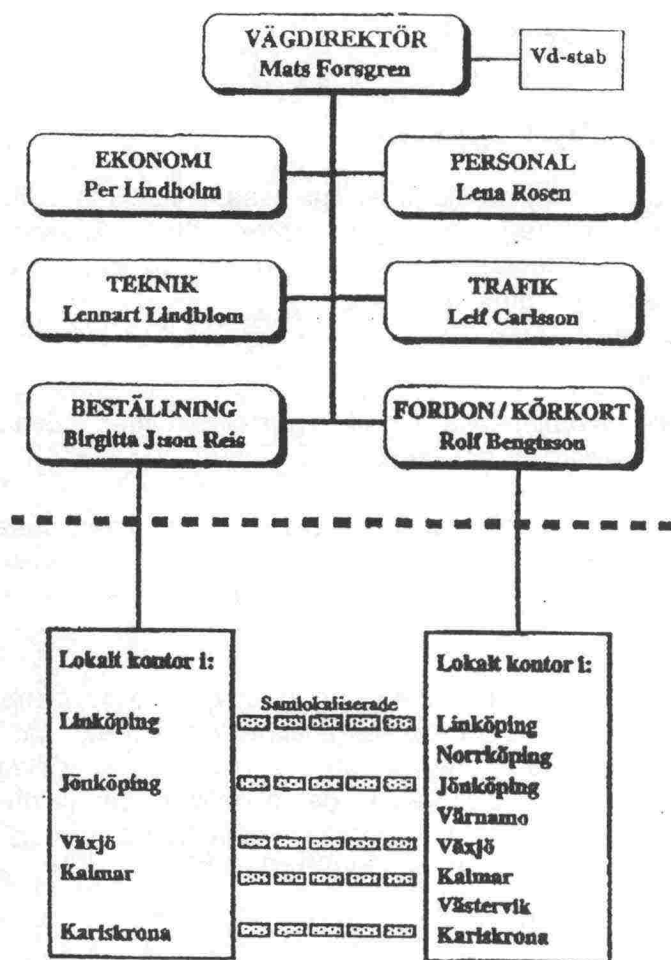 VÄGDIREKTÖR
Mats Forsgren
Vd-stab
EKONOMI
Per Lindholm
PERSONAL
Lena Rosen
TEKNIK
Lennart Lindblom
TRAFIK
Leif Carlsson
BESTÄLLNING
Birgitta J:son Reis
FORDON / KÖRKORT
Rolf Bengtsson
Lokalt kontor i:
Linköping
Jönköping
Växjö
Kalmar
Karlskrona
Samlokaliserade
Lokalt kontor i:
Linköping
Norrköping
Jönköping
Värnamo
Växjö
Kalmar
Västervik
Karlskrona